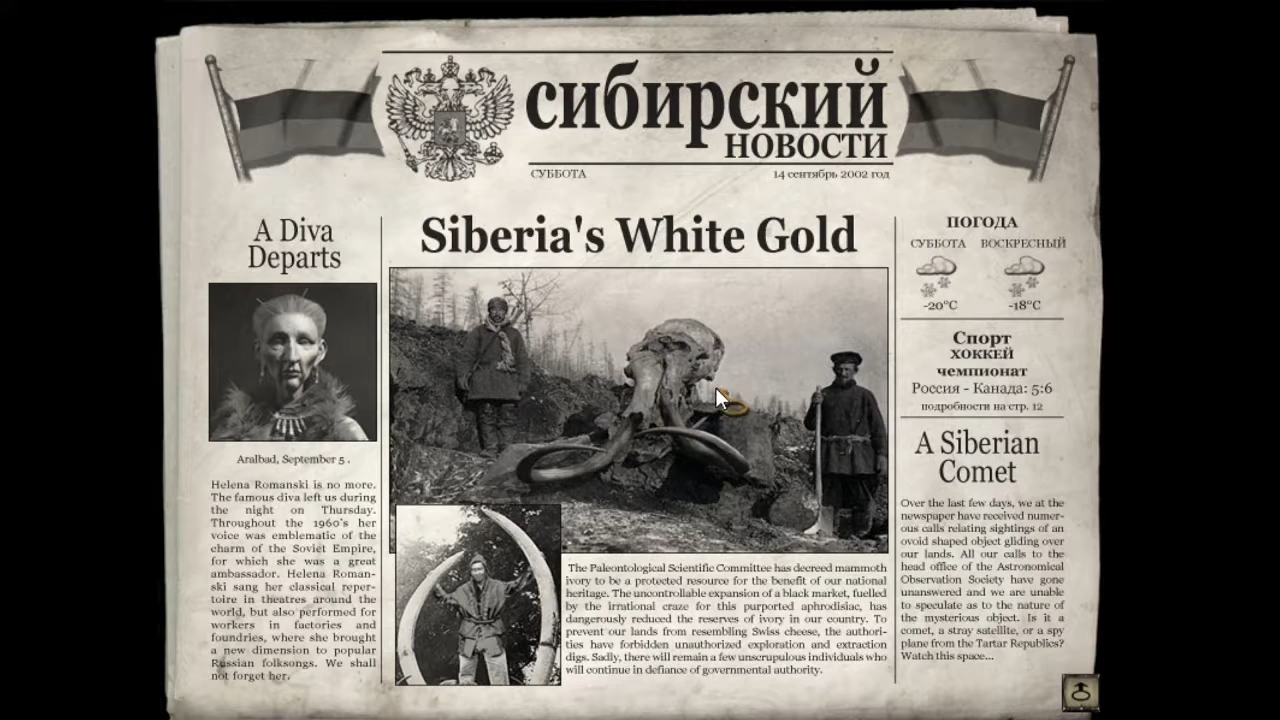 сибирский
НОВОСТИ
СУББОТА
14 сентябрь 2002 год
A Diva
Departs
Aralbad, September 5 .
Helena Romanski is no more.
The famous diva left us during
the night on Thursday.
Throughout the 1960's her
voice was emblematic of the
charm of the Soviet Empire,
for which she was a great
ambassador. Helena Roman-
ski sang her classical reper-
toire in theatres around the
world, but also performed for
workers in factories and
foundries, where she brought
a new dimension to popular
Russian folksongs. We shall
not forget her.
Siberia's White Gold
The Paleontological Scientific Committee has decreed mammoth
ivory to be a protected resource for the benefit of our national
heritage. The uncontrollable expansion of a black market, fuelled
by the irrational craze for this purported aphrodisiac, has
dangerously reduced the reserves of ivory in our country. To
prevent our lands from resembling Swiss cheese, the authori-
ties have forbidden unauthorized exploration and extraction
digs. Sadly, there will remain a few unscrupulous individuals who
will continue in defiance of governmental authority.
ПОГОДА
СУББОТА ВОСКРЕСНЫЙ
-20°C -18°C
Спорт
ХОККЕЙ
чемпионат
Россия - Канада: 5:6
подробности на стр. 12
A Siberian
Comet
Over the last few days, we at the
newspaper have received numer-
ous calls relating sightings of an
ovoid shaped object gliding over
our lands. All our calls to the
head office of the Astronomical
Observation Society have gone
unanswered and we are unable
to speculate as to the nature of
the mysterious object. Is it a
comet, a stray satellite, or a spy
plane from the Tartar Republics?
Watch this space...